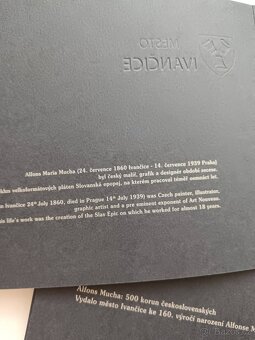 MĚSTO
IVANČICE
Alfons Maria Mucha (24. července 1860 Ivančice - 14. července 1939 Praha)
byl český malíř, grafik a designér období secese.
velkoformátových pláten Slovanská epopej, na kterém pracoval téměř osmnáct let.
Ivančice 24th July 1860, died in Prague 14th July 1939) was Czech painter, illustrator,
graphic artist and a pre eminent exponent of Art Nouveau.
his life's work was the creation of the Slav Epic on which he worked for almost 18 years.
Alfons Mucha: 500 korun československých
Vydalo město Ivančice ke 160. výročí narození Alfonse